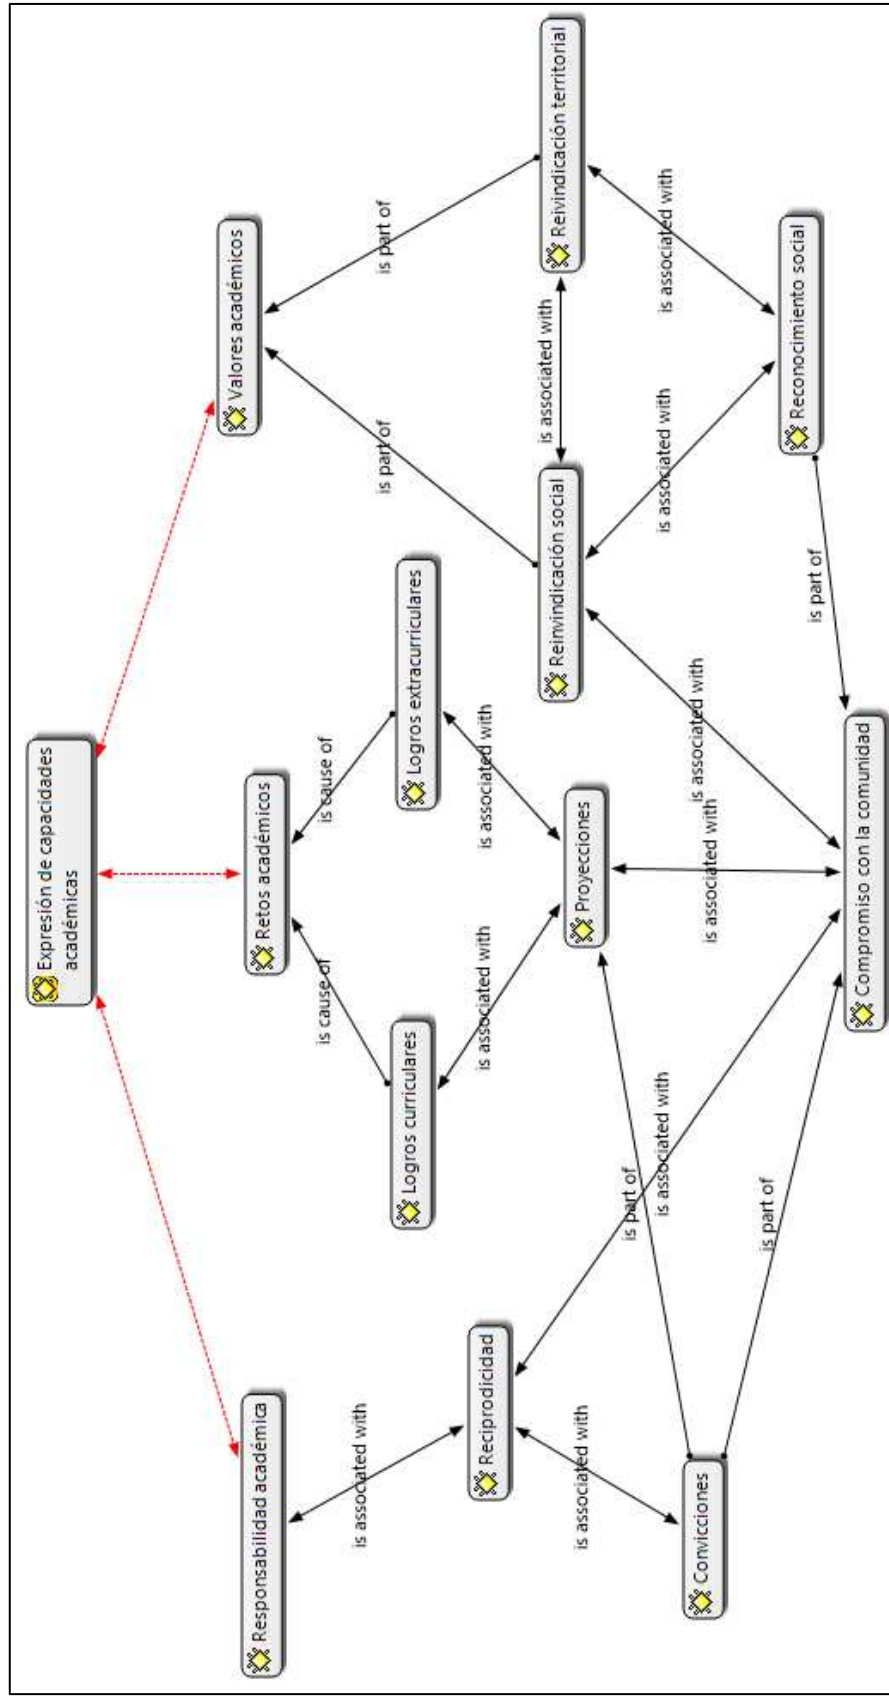 Expresión de capacidades
académicas
Responsabilidad académica
Retos académicos
Valores académicos
is cause of
is cause of
is associated with
is part of
is part of
Logros curriculares
Logros extracurriculares
Reciprodicidad
is associated with
is associated with
is associated with
Reinvindicación social
Reivindicación territorial
is associated with
Proyecciones
is part of
is associated with
is associated with
is associated with
Convicciones
is associated with
is associated with
is part of
Reconocimiento social
is part of
Compromiso con la comunidad